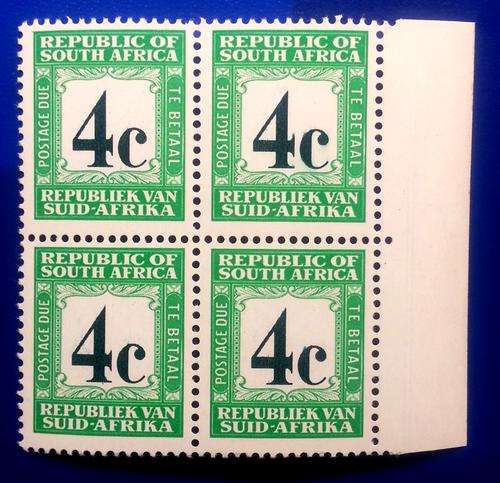 REPUBLIC OF
SOUTH AFRICA
POSTAGE DUE
4c
TE BETAAL
REPUBLIEK VAN
SUID-AFRIKA
REPUBLIC OF
SOUTH AFRICA
POSTAGE DUE
4c
TE BETAAL
REPUBLIEK VAN
SUID-AFRIKA
REPUBLIC OF
SOUTH AFRICA
POSTAGE DUE
4c
TE BETAAL
REPUBLIEK VAN
SUID-AFRIKA
REPUBLIC OF
SOUTH AFRICA
POSTAGE DUE
4c
TE BETAAL
REPUBLIEK VAN
SUID-AFRIKA